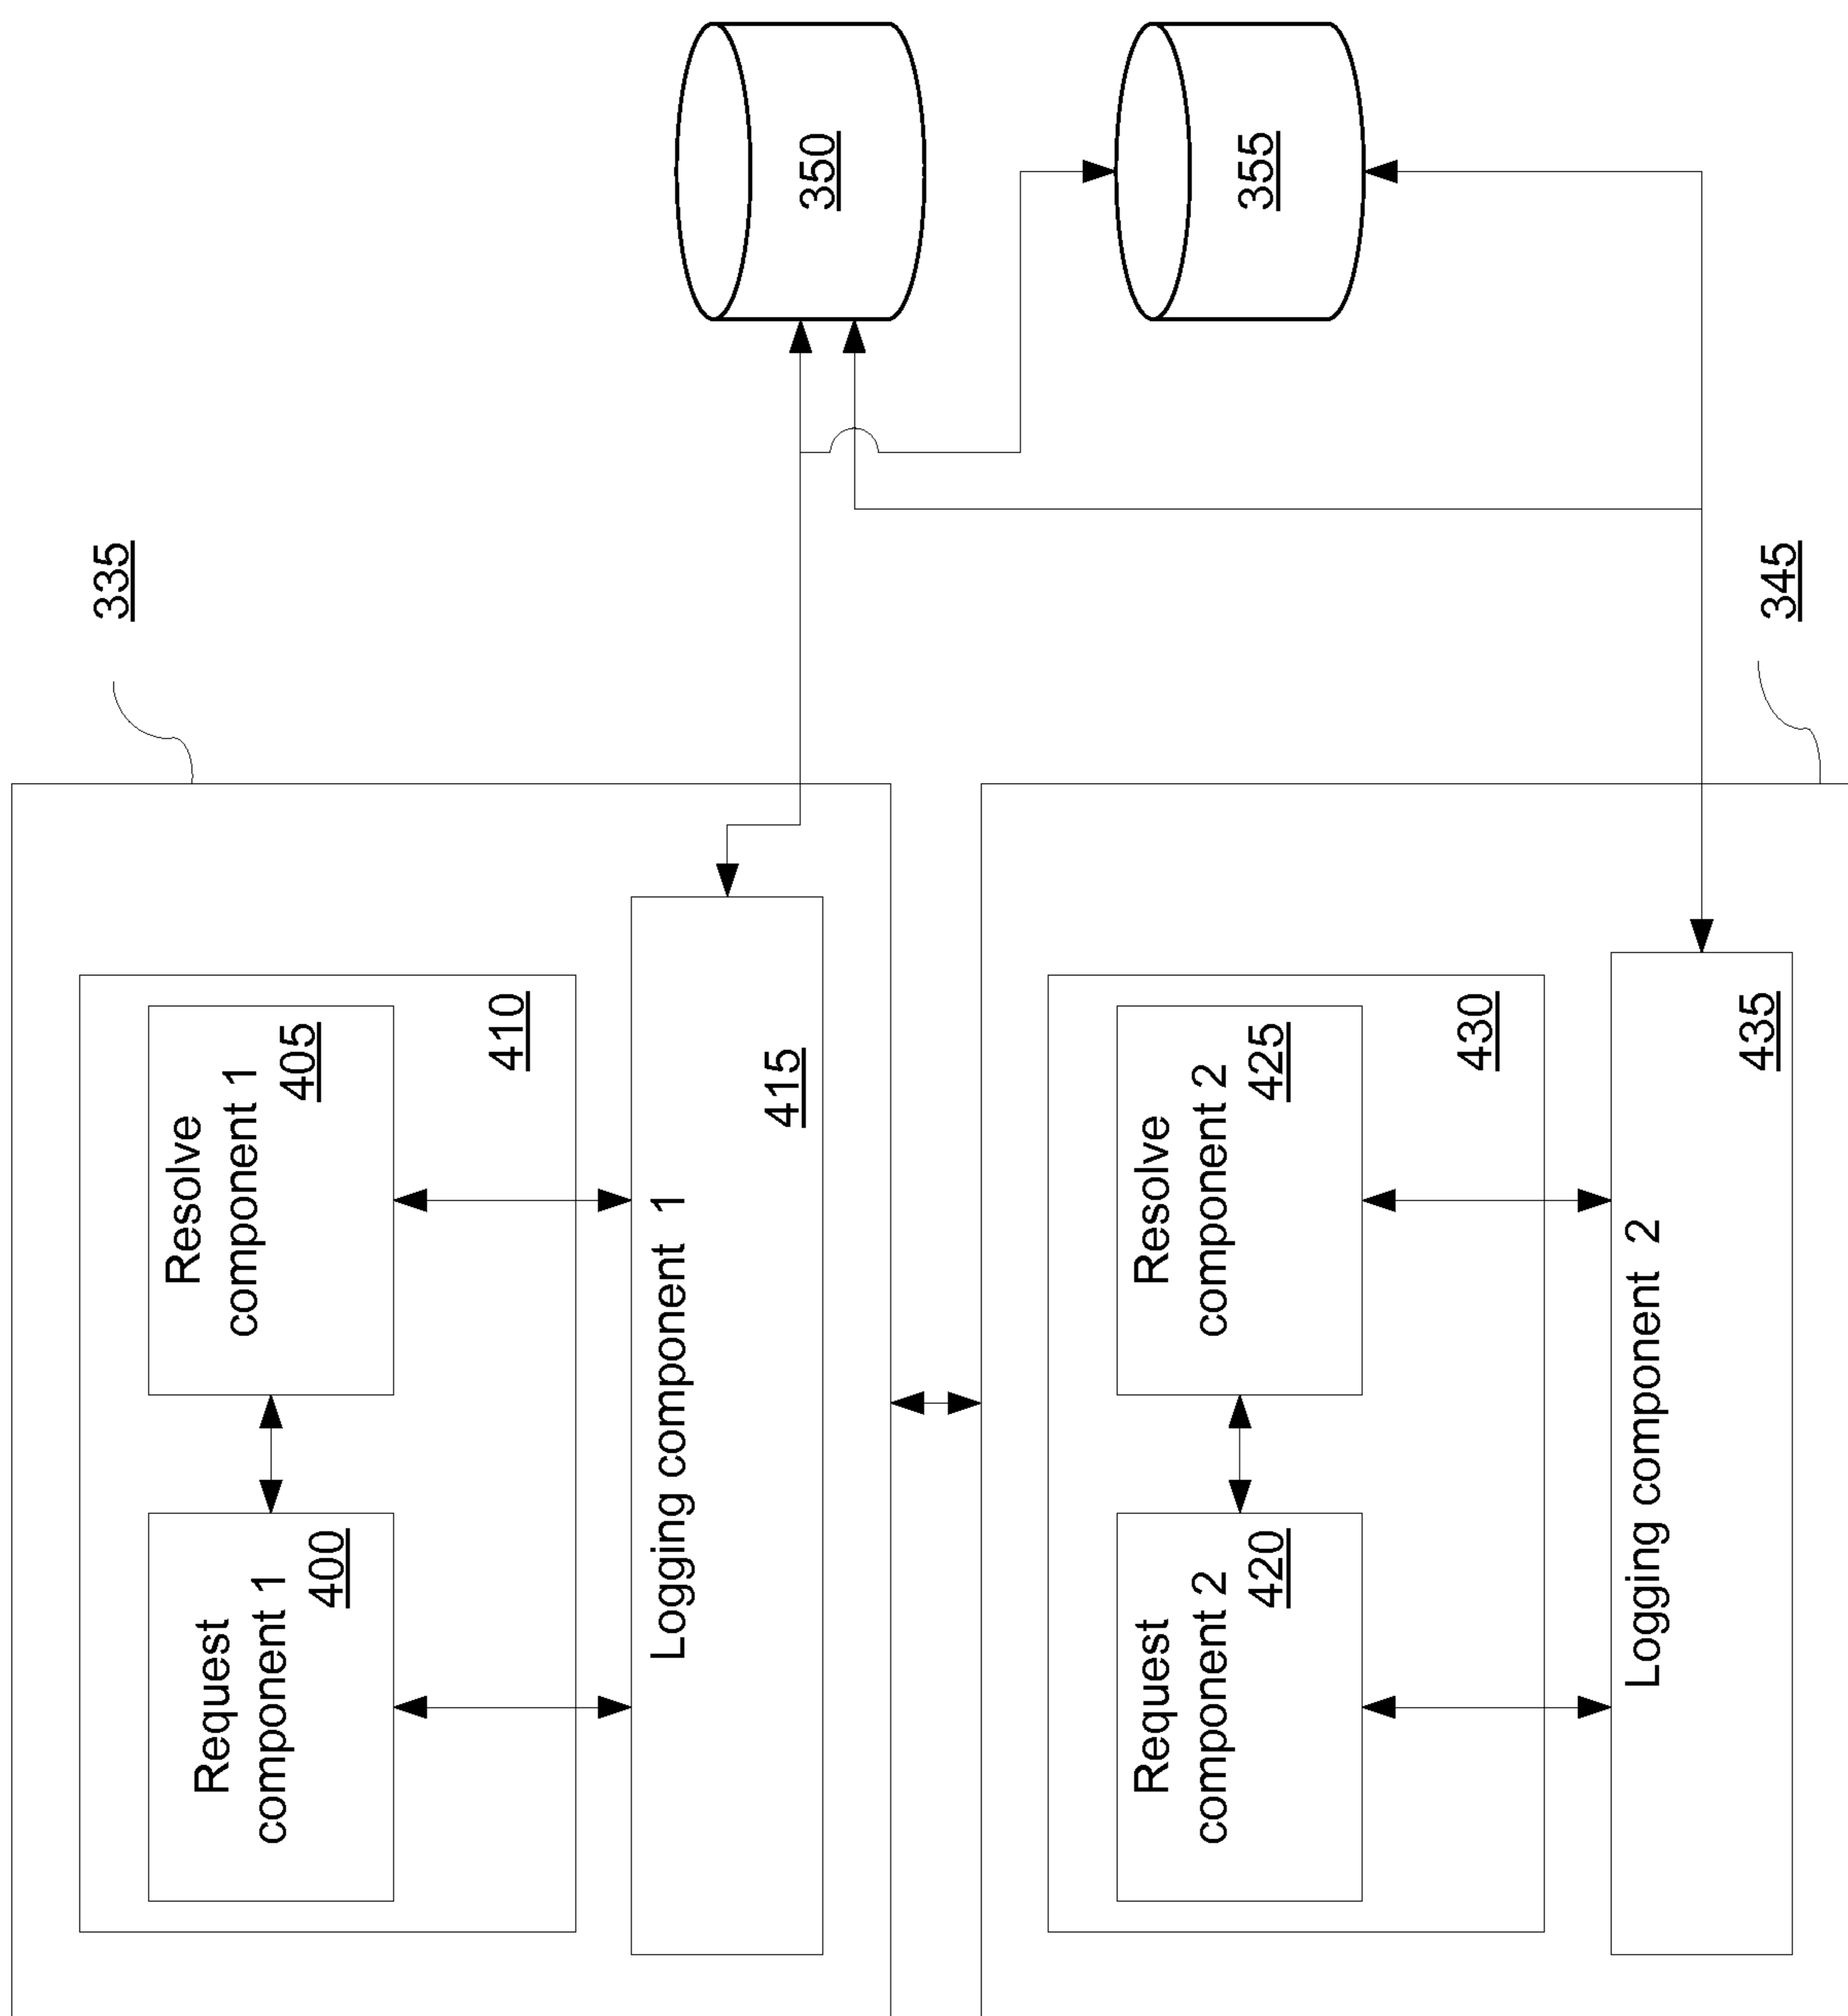 335
Request
component 1
400
Resolve
component 1
405
410
Logging component 1
415
350
345
Request
component 2
420
Resolve
component 2
425
430
Logging component 2
435
355